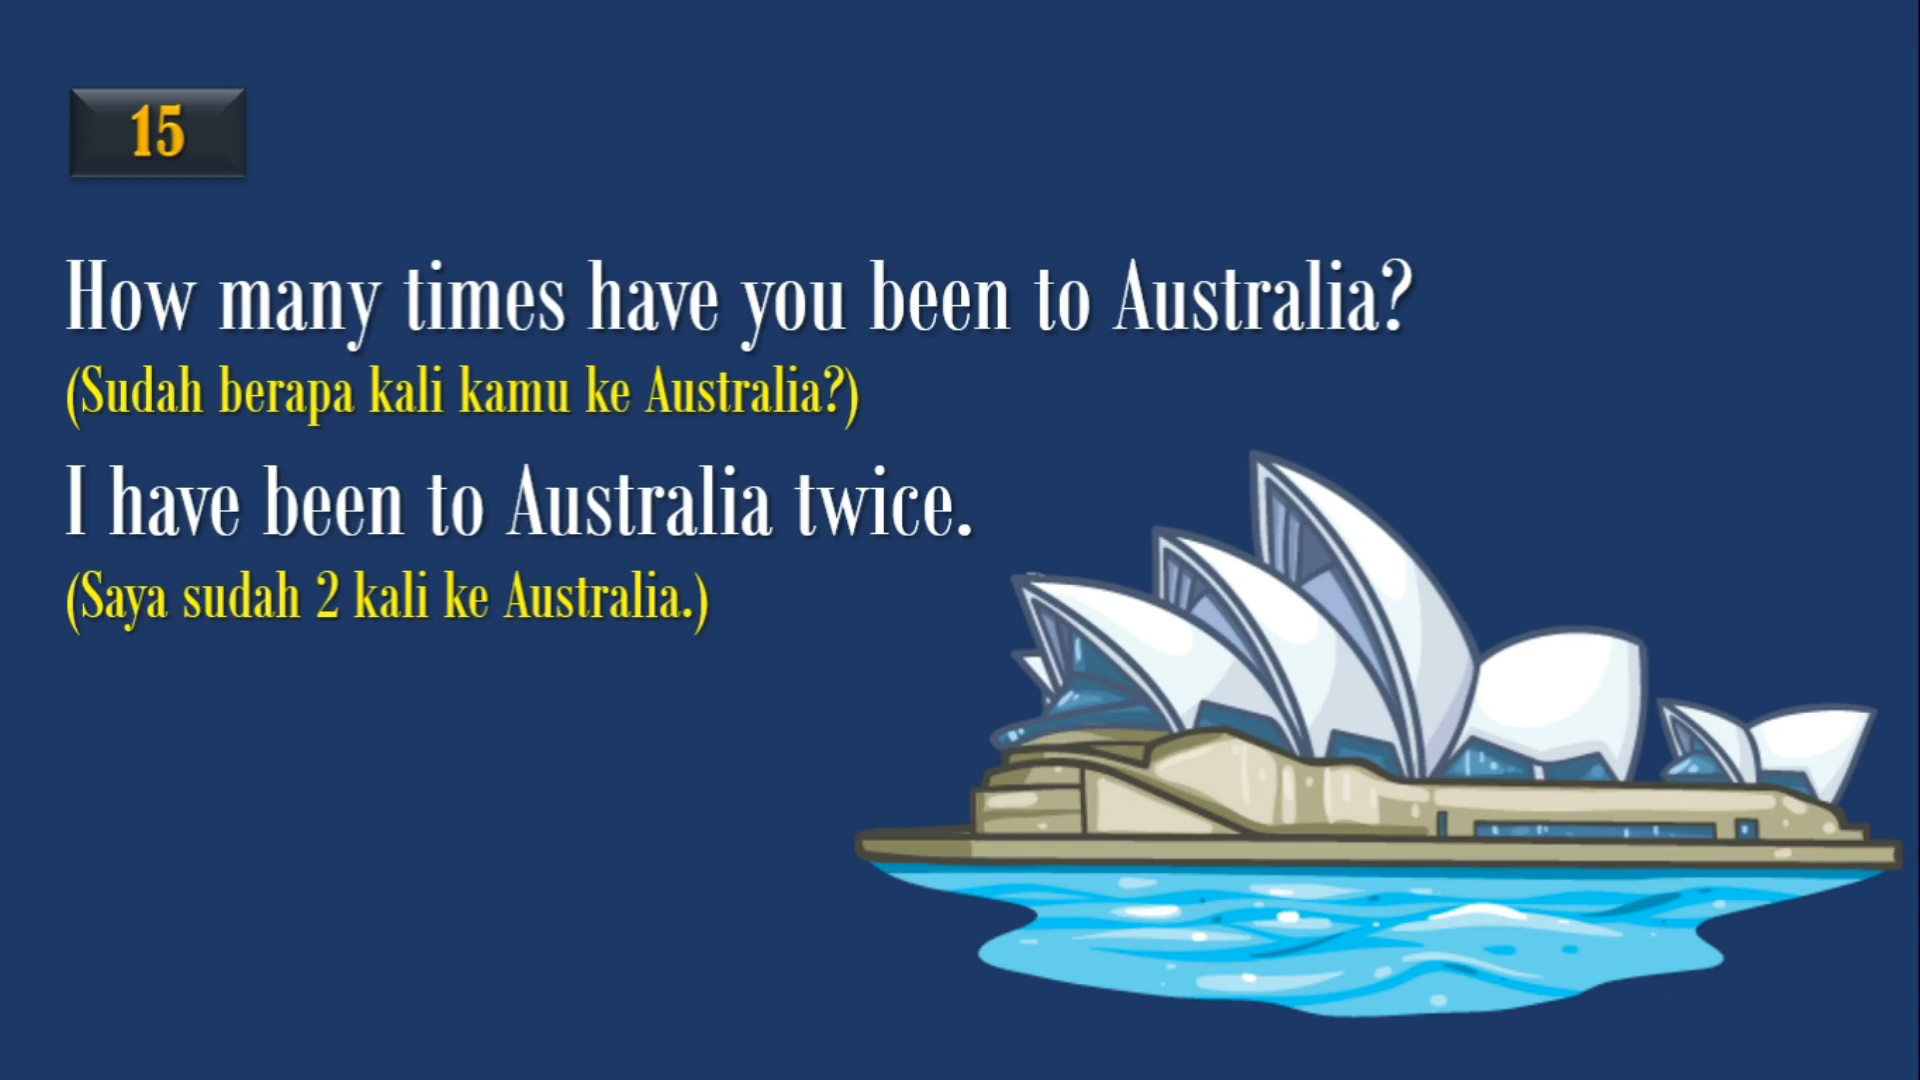 15
How many times have you been to Australia?
(Sudah berapa kali kamu ke Australia?)
I have been to Australia twice.
(Saya sudah 2 kali ke Australia.)